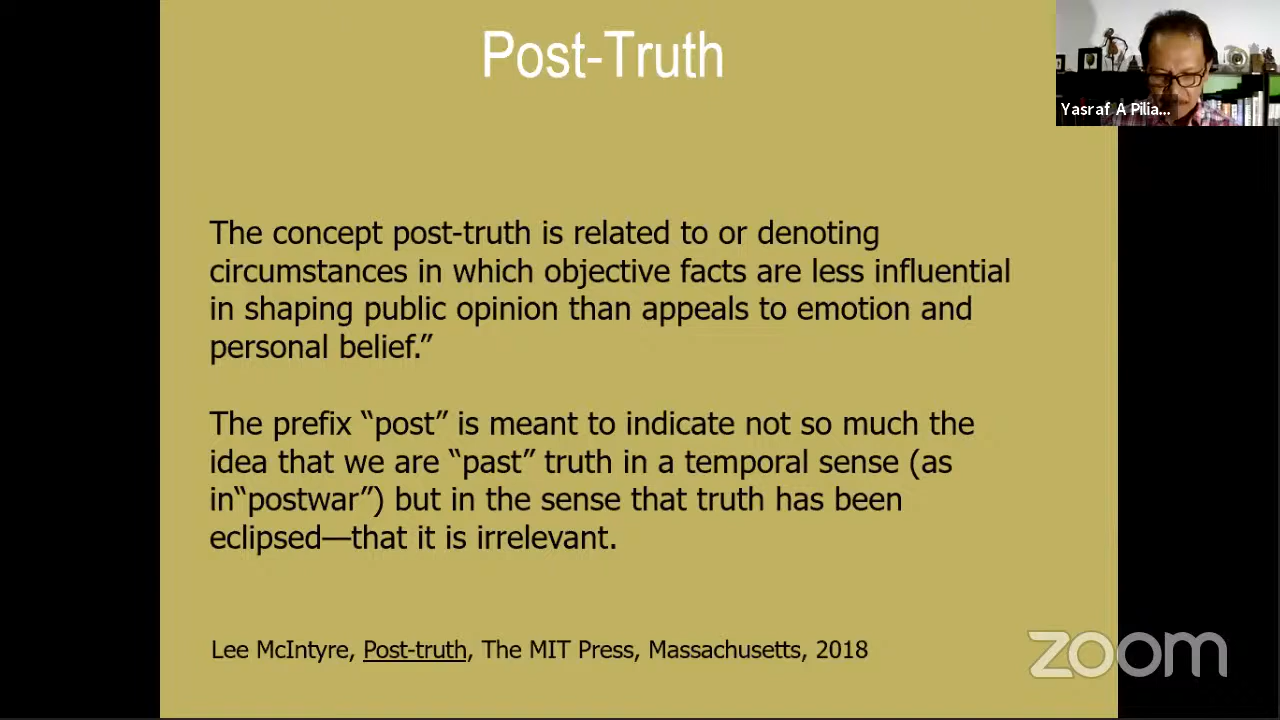 Post-Truth
Yasraf A Pilia...
The concept post-truth is related to or denoting
circumstances in which objective facts are less influential
in shaping public opinion than appeals to emotion and
personal belief.”
The prefix “post” is meant to indicate not so much the
idea that we are “past” truth in a temporal sense (as
in“postwar”) but in the sense that truth has been
eclipsed—that it is irrelevant.
Lee McIntyre, Post-truth, The MIT Press, Massachusetts, 2018
zoom